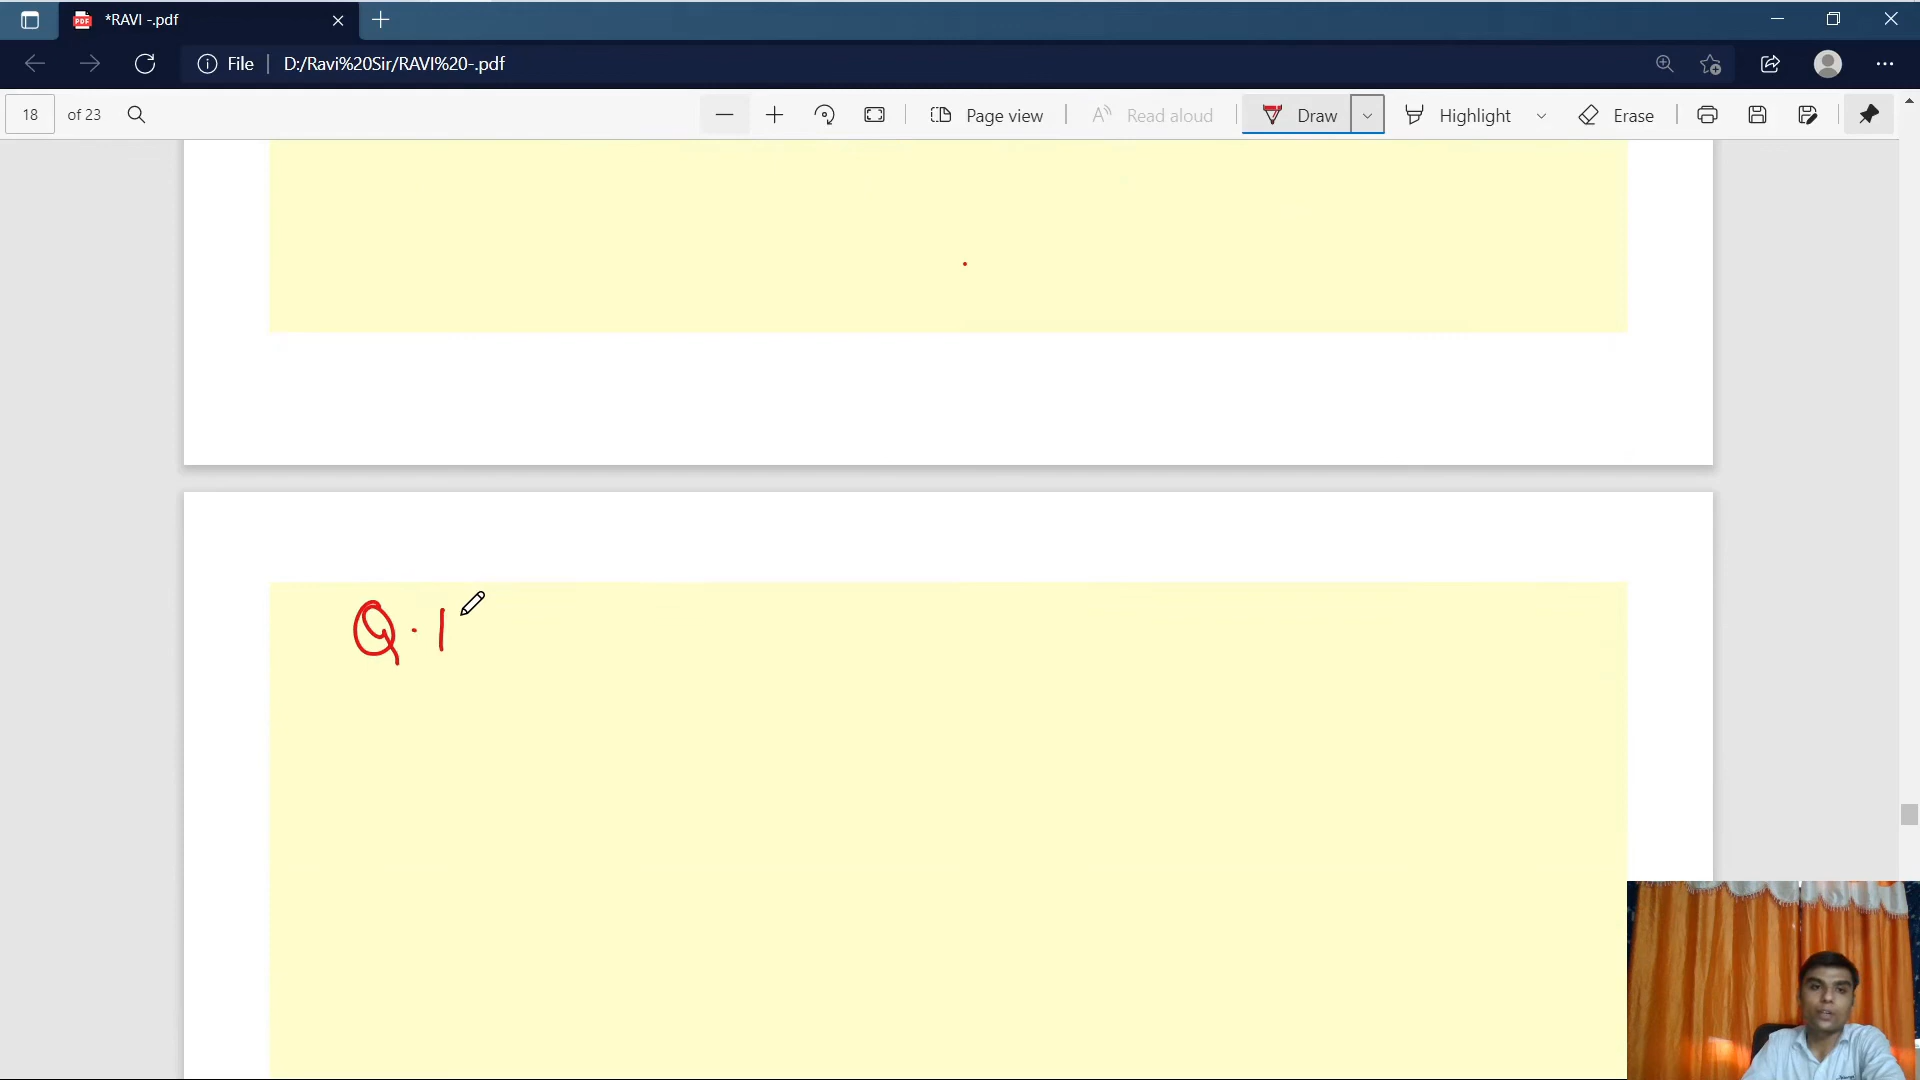 *RAVI -.pdf
File D:/Ravi%20Sir/RAVI%20-.pdf
18 of 23 Page view Read aloud Draw Highlight Erase
Q.1